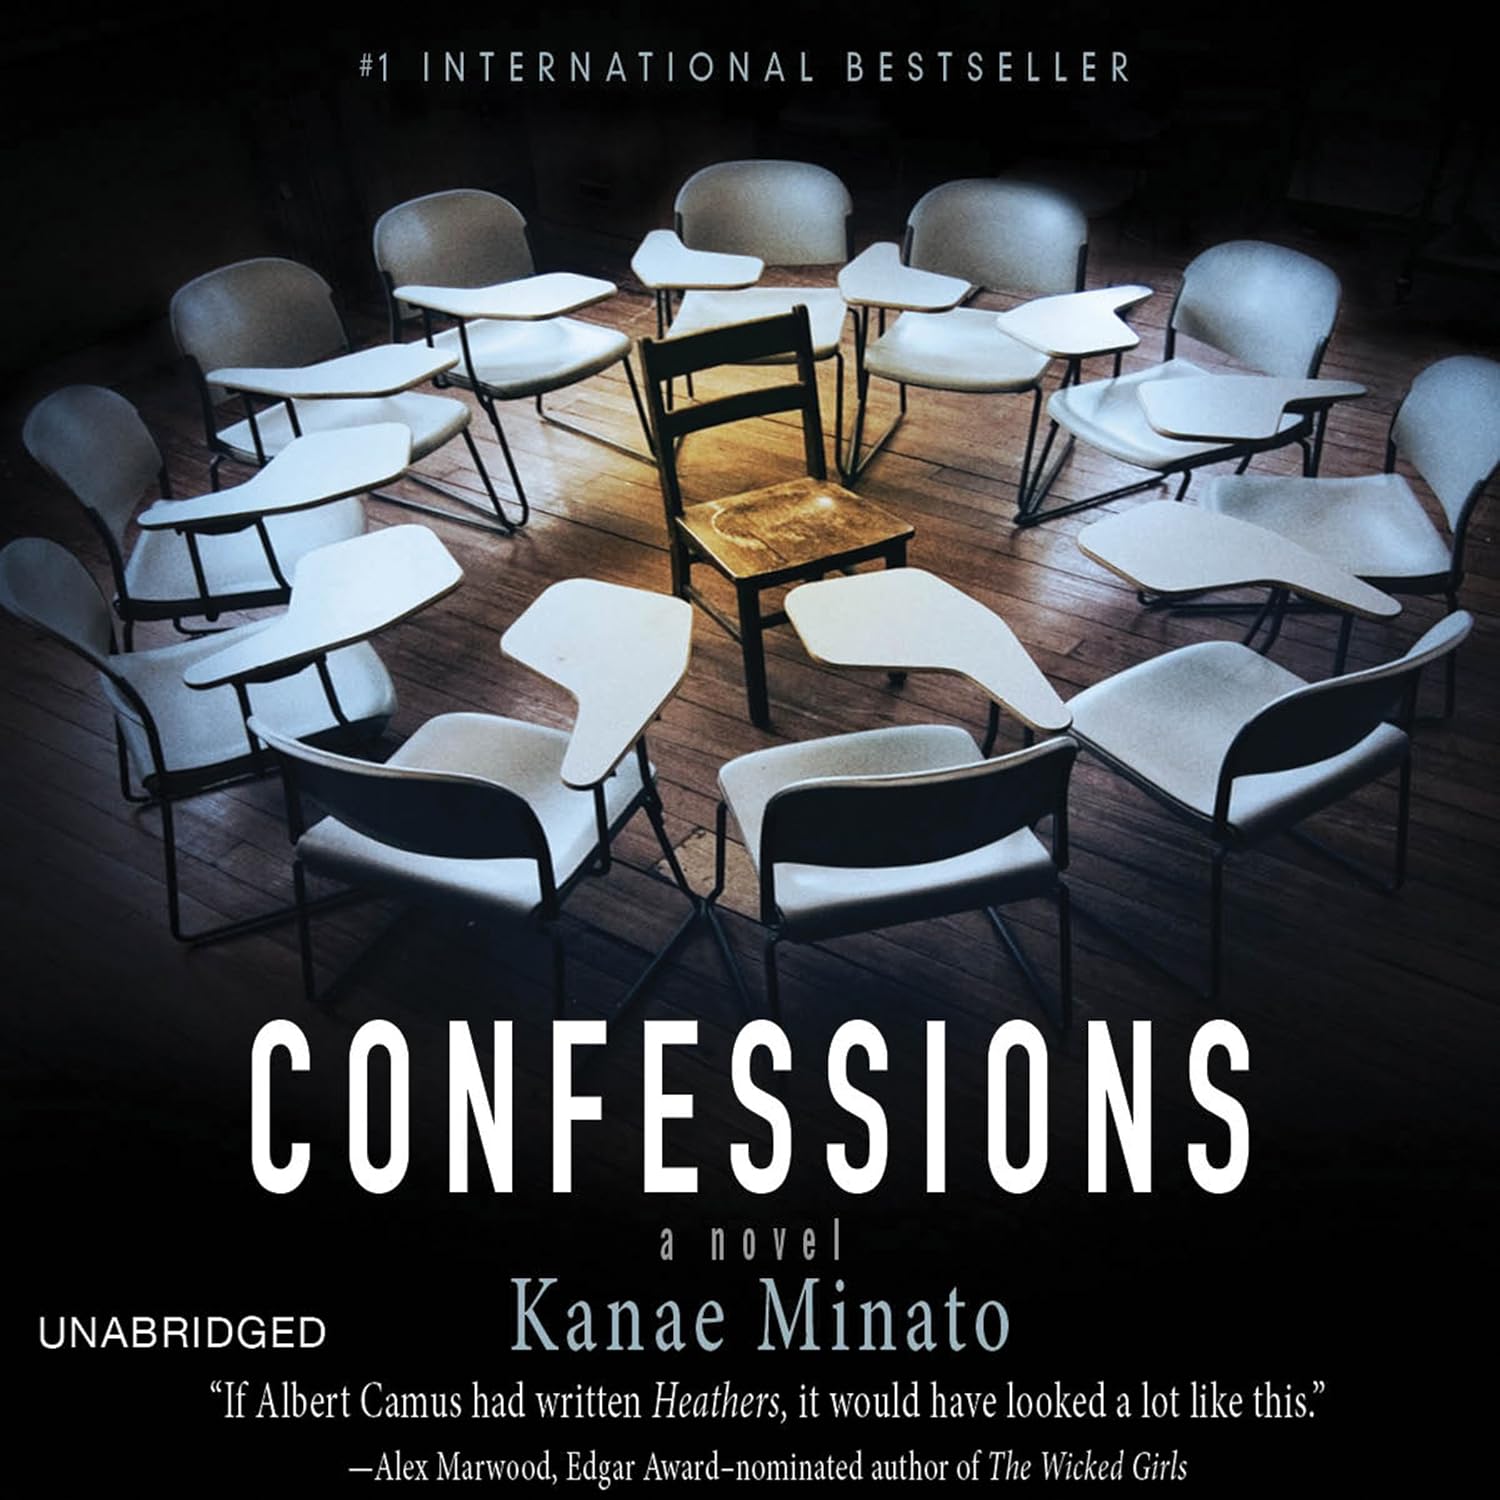 #1 INTERNATIONAL BESTSELLER
CONFESSIONS
a novel
Kanae Minato
UNABRIDGED
“If Albert Camus had written Heathers, it would have looked a lot like this.”
—Alex Marwood, Edgar Award–nominated author of The Wicked Girls